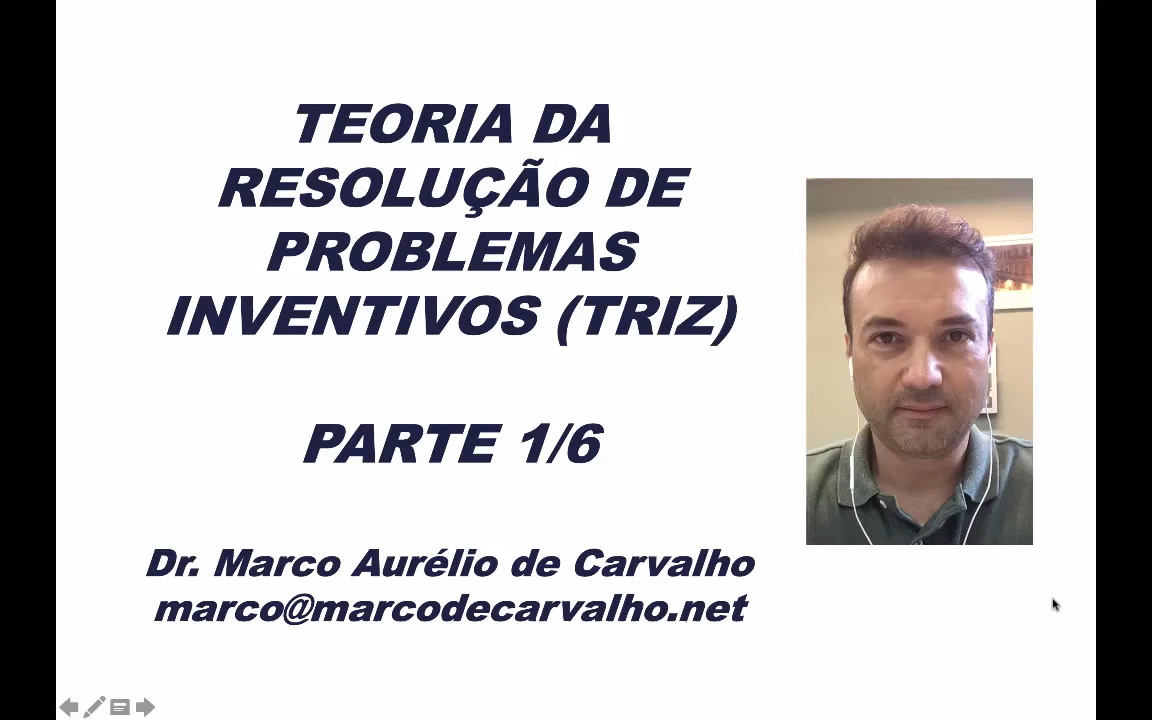 TEORIA DA
RESOLUÇÃO DE
PROBLEMAS
INVENTIVOS (TRIZ)
PARTE 1/6
Dr. Marco Aurélio de Carvalho
marco@marcodecarvalho.net